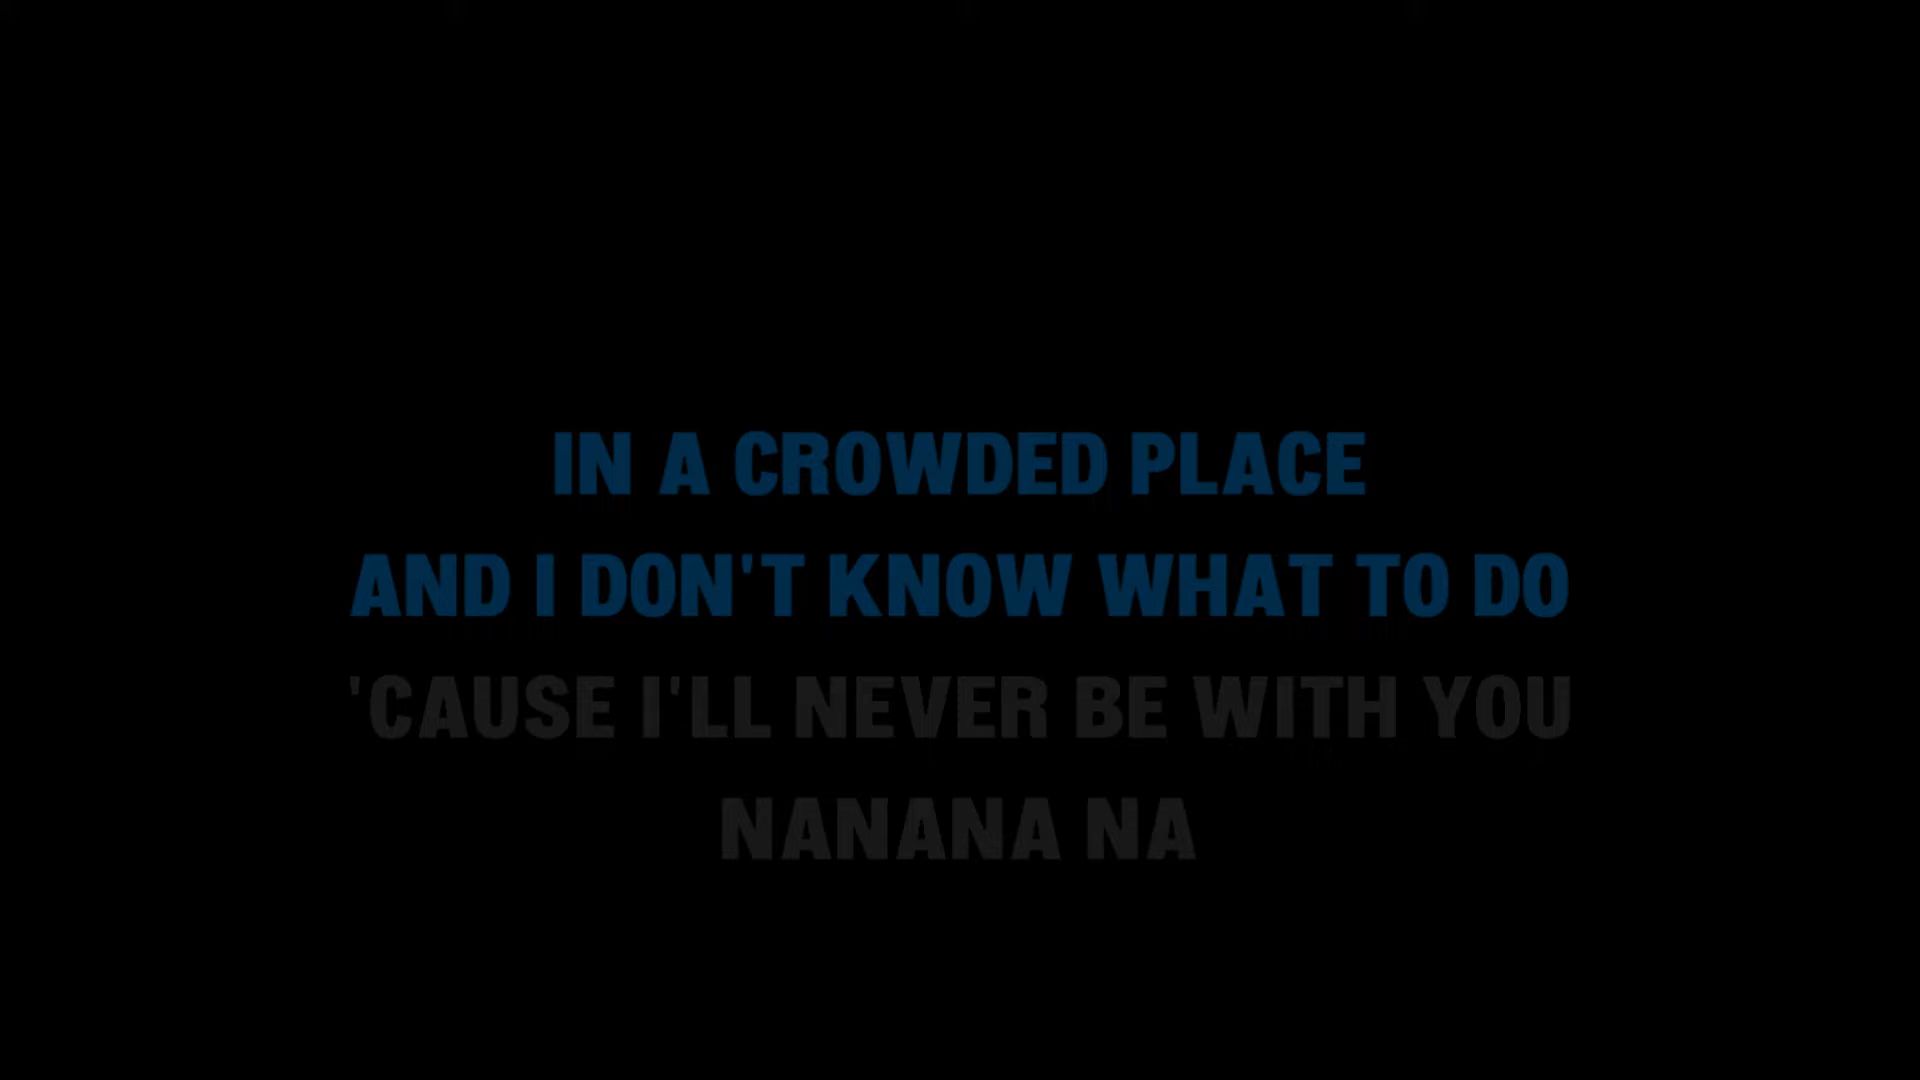 IN A CROWDED PLACE
AND I DON'T KNOW WHAT TO DO
'CAUSE I'LL NEVER BE WITH YOU
NANANA NA